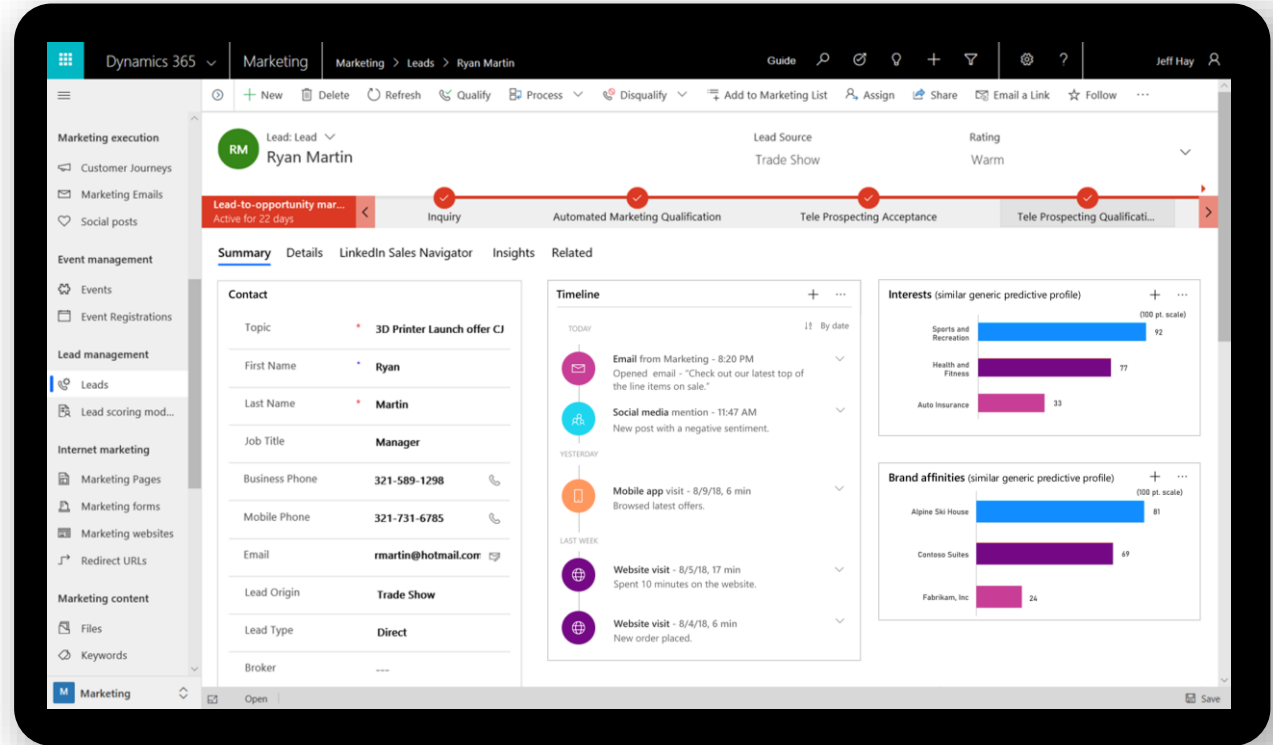 Dynamics 365
Marketing
Marketing > Leads > Ryan Martin
Guide
?
Jeff Hay
New
Delete
Refresh
Qualify
Process
Disqualify
Add to Marketing List
Assign
Share
Email a Link
Follow
...
Marketing execution
Customer Journeys
Marketing Emails
Social posts
Event management
Events
Event Registrations
Lead management
Leads
Lead scoring mod...
Internet marketing
Marketing Pages
Marketing forms
Marketing websites
Redirect URLs
Marketing content
Files
Keywords
M
Marketing
RM
Lead: Lead
Ryan Martin
Lead Source
Trade Show
Rating
Warm
Lead-to-opportunity mar...
Active for 22 days
Inquiry
Automated Marketing Qualification
Tele Prospecting Acceptance
Tele Prospecting Qualificati...
Summary
Details
LinkedIn Sales Navigator
Insights
Related
Contact
Topic * 3D Printer Launch offer CJ
First Name * Ryan
Last Name * Martin
Job Title Manager
Business Phone 321-589-1298
Mobile Phone 321-731-6785
Email rmartin@hotmail.com
Lead Origin Trade Show
Lead Type Direct
Broker ---
Timeline
TODAY
By date
Email from Marketing - 8:20 PM
Opened email - "Check out our latest top of
the line items on sale."
Social media mention - 11:47 AM
New post with a negative sentiment.
YESTERDAY
Mobile app visit - 8/9/18, 6 min
Browsed latest offers.
LAST WEEK
Website visit - 8/5/18, 17 min
Spent 10 minutes on the website.
Website visit - 8/4/18, 6 min
New order placed.
Interests (similar generic predictive profile)
(100 pt. scale)
Sports and
Recreation
92
Health and
Fitness
77
Auto Insurance
33
Brand affinities (similar generic predictive profile)
(100 pt. scale)
Alpine Ski House
81
Contoso Suites
69
Fabrikam, Inc
24
Open
Save